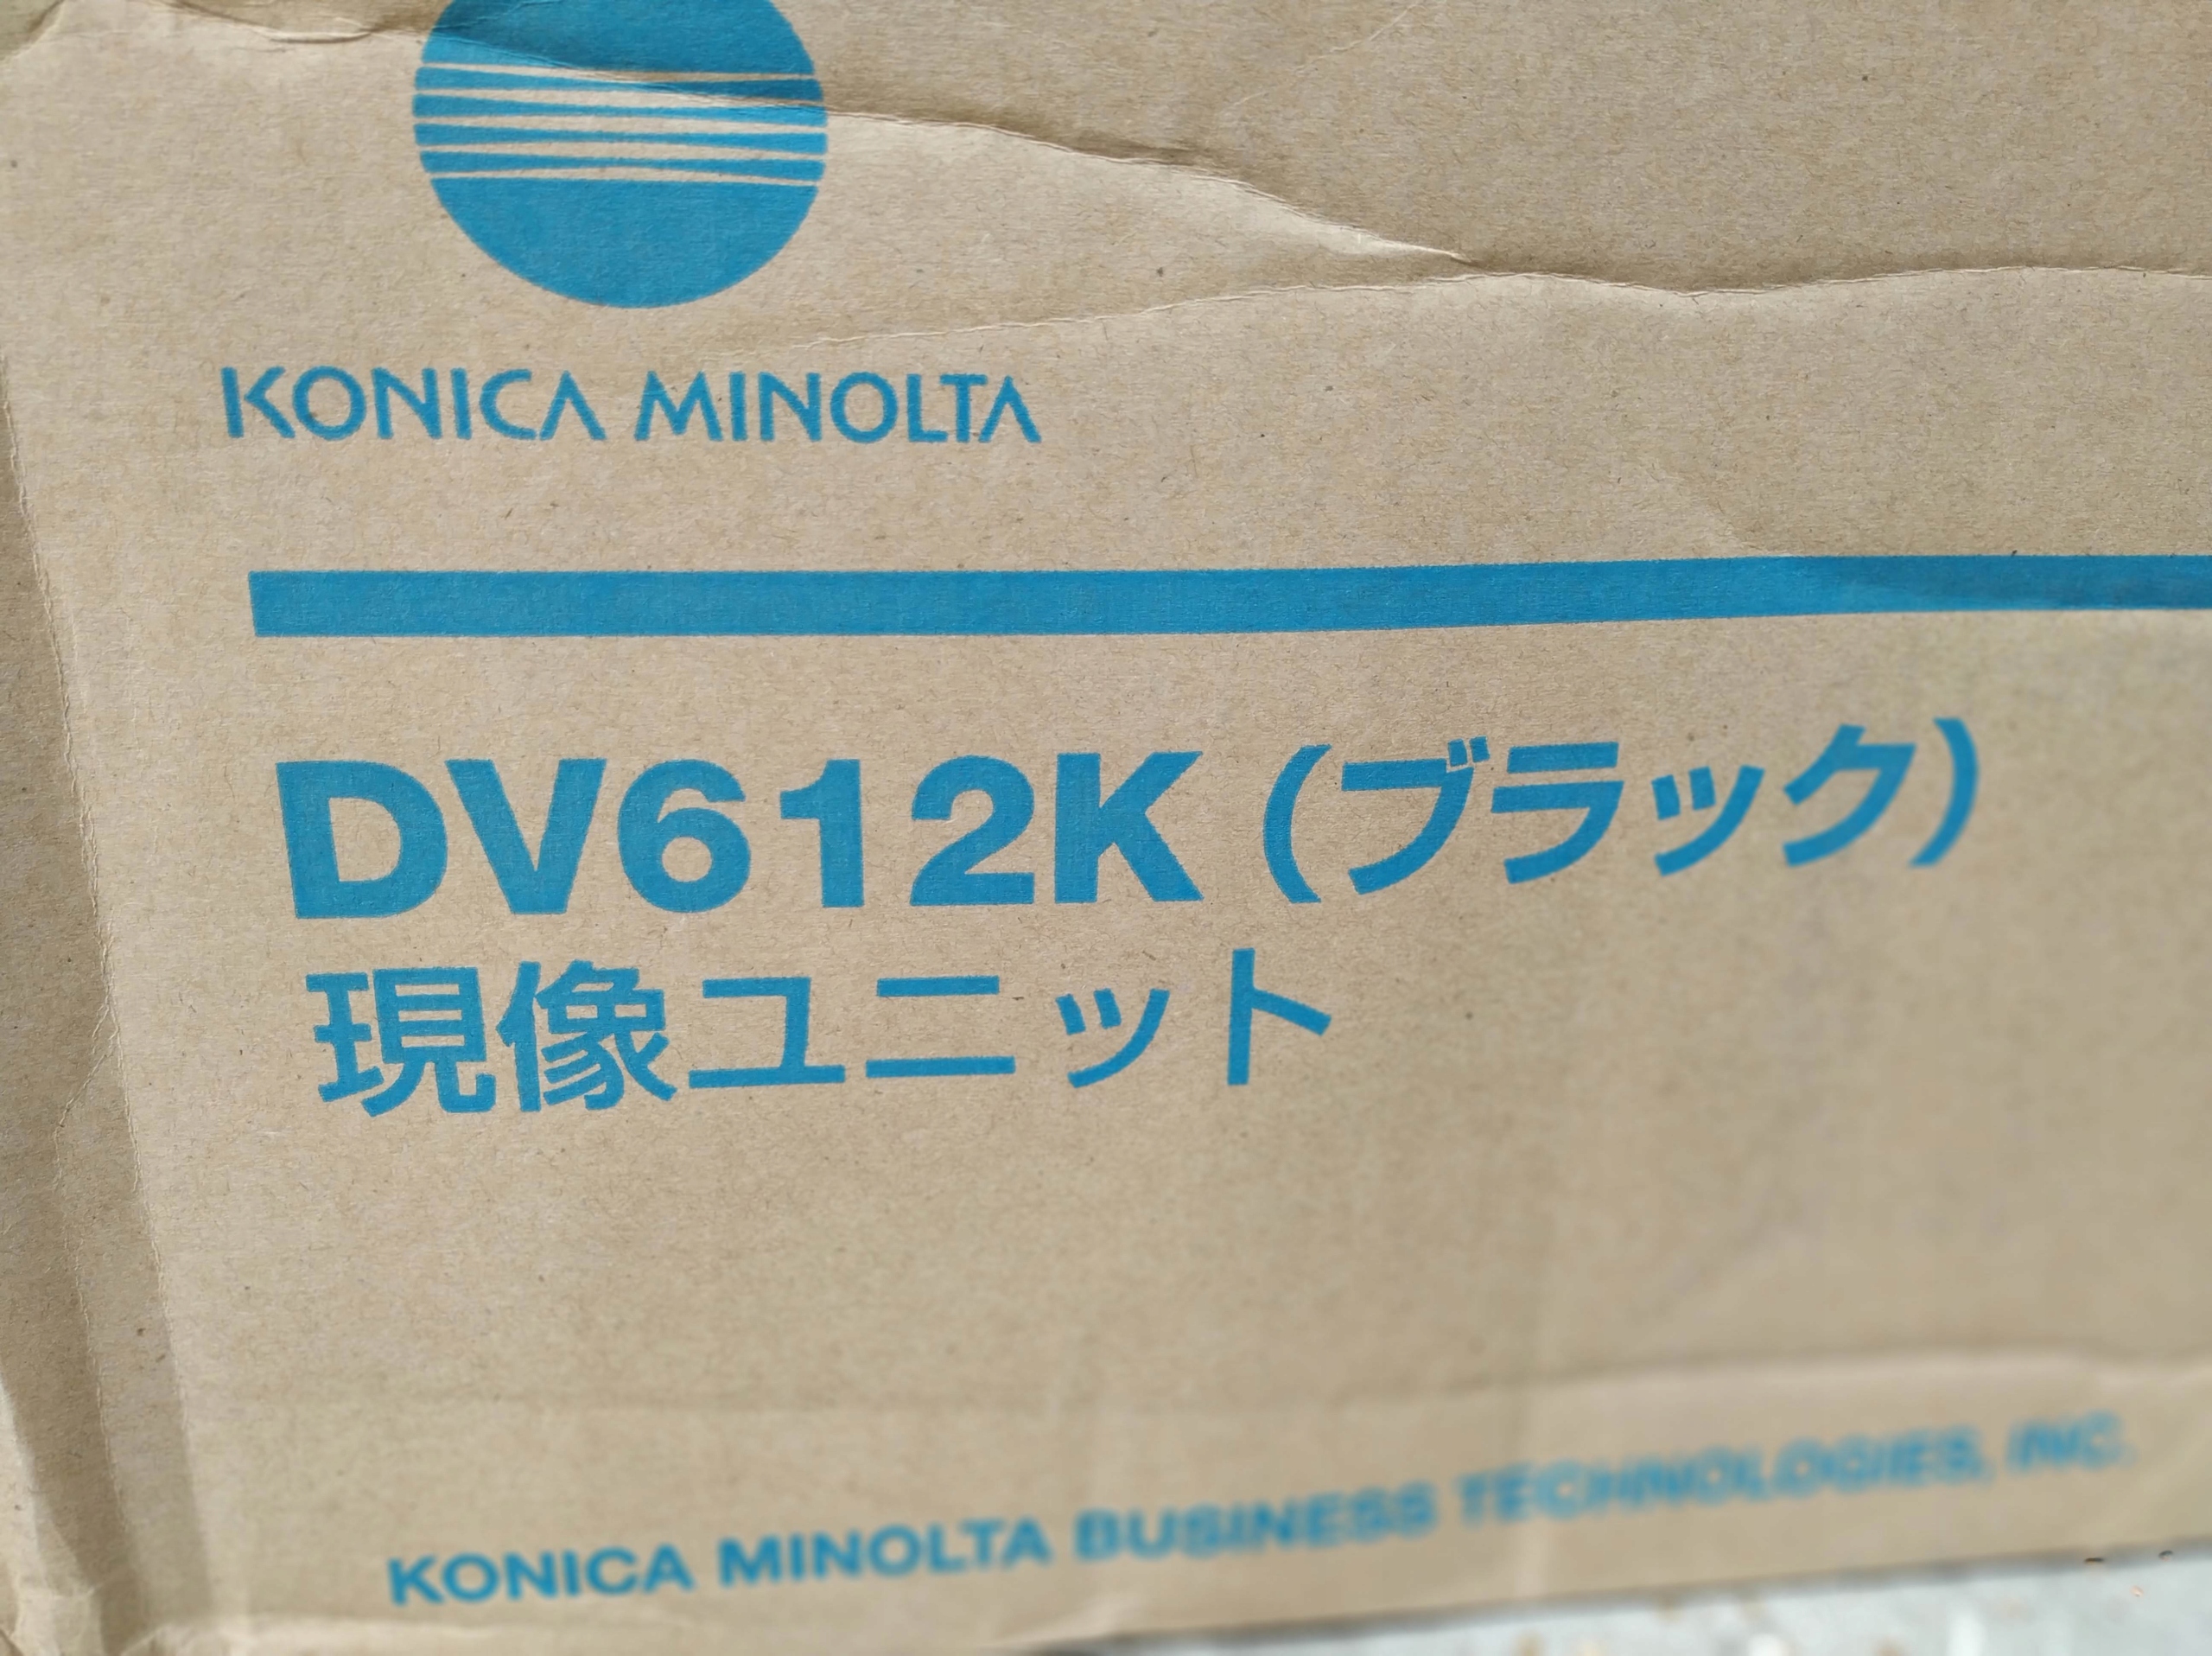 KONICA MINOLTA
DV612K (ブラック)
現像ユニット
KONICA MINOLTA BUSINESS TECHNOLOGIES, INC.